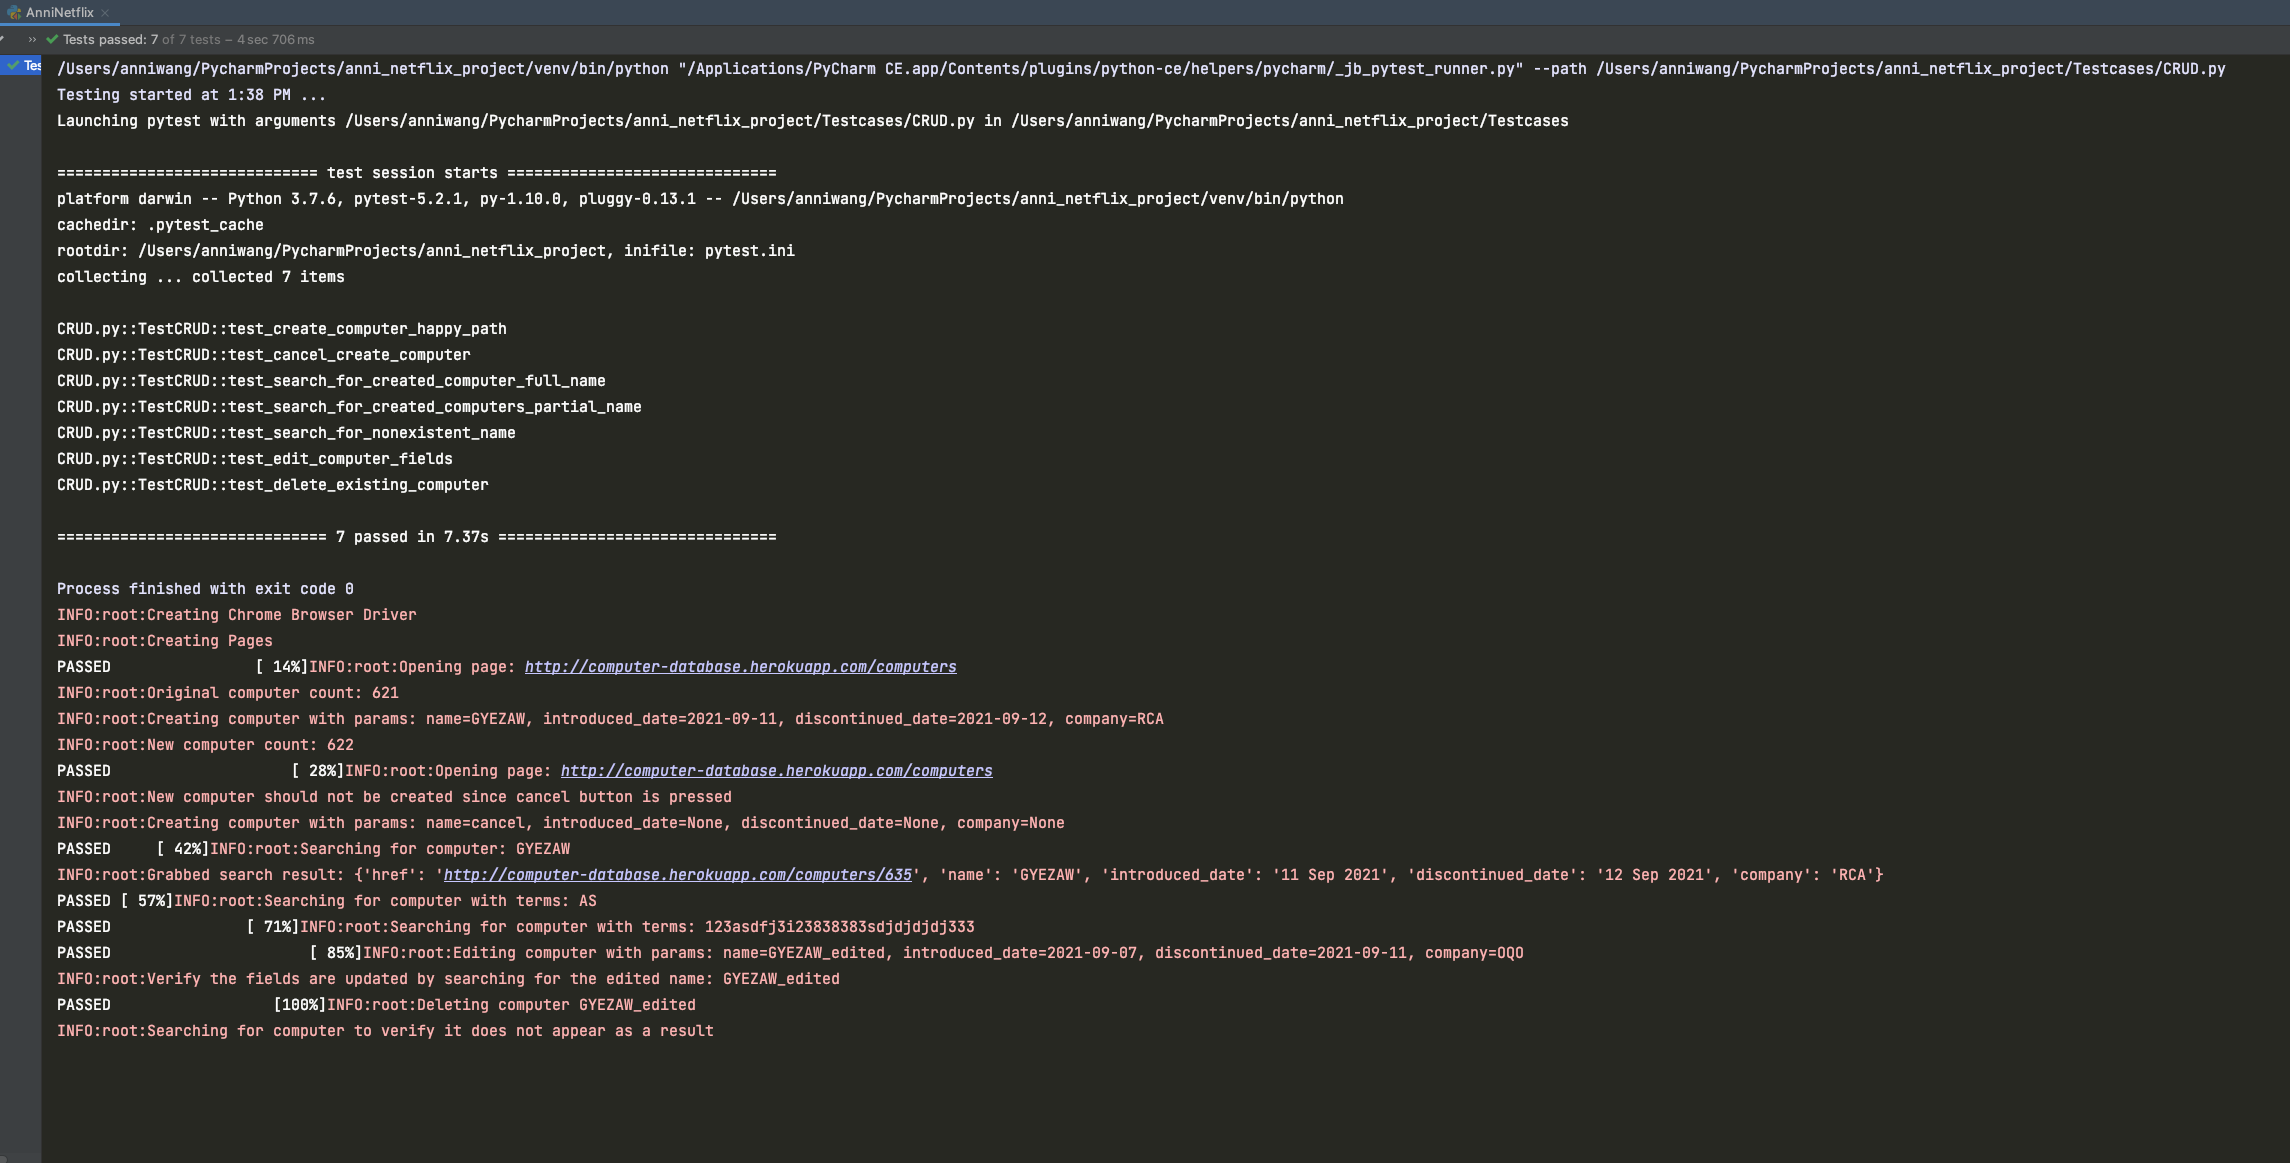 AnniNetflix ×
» Tests passed: 7 of 7 tests – 4 sec 706 ms
Tes
/Users/anniwang/PycharmProjects/anni_netflix_project/venv/bin/python "/Applications/PyCharm CE.app/Contents/plugins/python-ce/helpers/pycharm/_jb_pytest_runner.py" --path /Users/anniwang/PycharmProjects/anni_netflix_project/Testcases/CRUD.py
Testing started at 1:38 PM ...
Launching pytest with arguments /Users/anniwang/PycharmProjects/anni_netflix_project/Testcases/CRUD.py in /Users/anniwang/PycharmProjects/anni_netflix_project/Testcases
============================= test session starts ==============================
platform darwin -- Python 3.7.6, pytest-5.2.1, py-1.10.0, pluggy-0.13.1 -- /Users/anniwang/PycharmProjects/anni_netflix_project/venv/bin/python
cachedir: .pytest_cache
rootdir: /Users/anniwang/PycharmProjects/anni_netflix_project, inifile: pytest.ini
collecting ... collected 7 items
CRUD.py::TestCRUD::test_create_computer_happy_path
CRUD.py::TestCRUD::test_cancel_create_computer
CRUD.py::TestCRUD::test_search_for_created_computer_full_name
CRUD.py::TestCRUD::test_search_for_created_computers_partial_name
CRUD.py::TestCRUD::test_search_for_nonexistent_name
CRUD.py::TestCRUD::test_edit_computer_fields
CRUD.py::TestCRUD::test_delete_existing_computer
============================== 7 passed in 7.37s ===============================
Process finished with exit code 0
INFO:root:Creating Chrome Browser Driver
INFO:root:Creating Pages
PASSED                [ 14%]INFO:root:Opening page: http://computer-database.herokuapp.com/computers
INFO:root:Original computer count: 621
INFO:root:Creating computer with params: name=GYEZAW, introduced_date=2021-09-11, discontinued_date=2021-09-12, company=RCA
INFO:root:New computer count: 622
PASSED                    [ 28%]INFO:root:Opening page: http://computer-database.herokuapp.com/computers
INFO:root:New computer should not be created since cancel button is pressed
INFO:root:Creating computer with params: name=cancel, introduced_date=None, discontinued_date=None, company=None
PASSED     [ 42%]INFO:root:Searching for computer: GYEZAW
INFO:root:Grabbed search result: {'href': 'http://computer-database.herokuapp.com/computers/635', 'name': 'GYEZAW', 'introduced_date': '11 Sep 2021', 'discontinued_date': '12 Sep 2021', 'company': 'RCA'}
PASSED [ 57%]INFO:root:Searching for computer with terms: AS
PASSED               [ 71%]INFO:root:Searching for computer with terms: 123asdfj3i23838383sdjdjdjdj333
PASSED                      [ 85%]INFO:root:Editing computer with params: name=GYEZAW_edited, introduced_date=2021-09-07, discontinued_date=2021-09-11, company=OQO
INFO:root:Verify the fields are updated by searching for the edited name: GYEZAW_edited
PASSED                  [100%]INFO:root:Deleting computer GYEZAW_edited
INFO:root:Searching for computer to verify it does not appear as a result